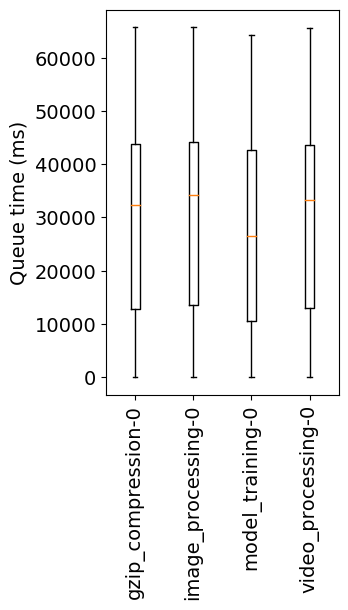 Queue time (ms)
60000
50000
40000
30000
20000
10000
0
gzip_compression-0
image_processing-0
model_training-0
video_processing-0